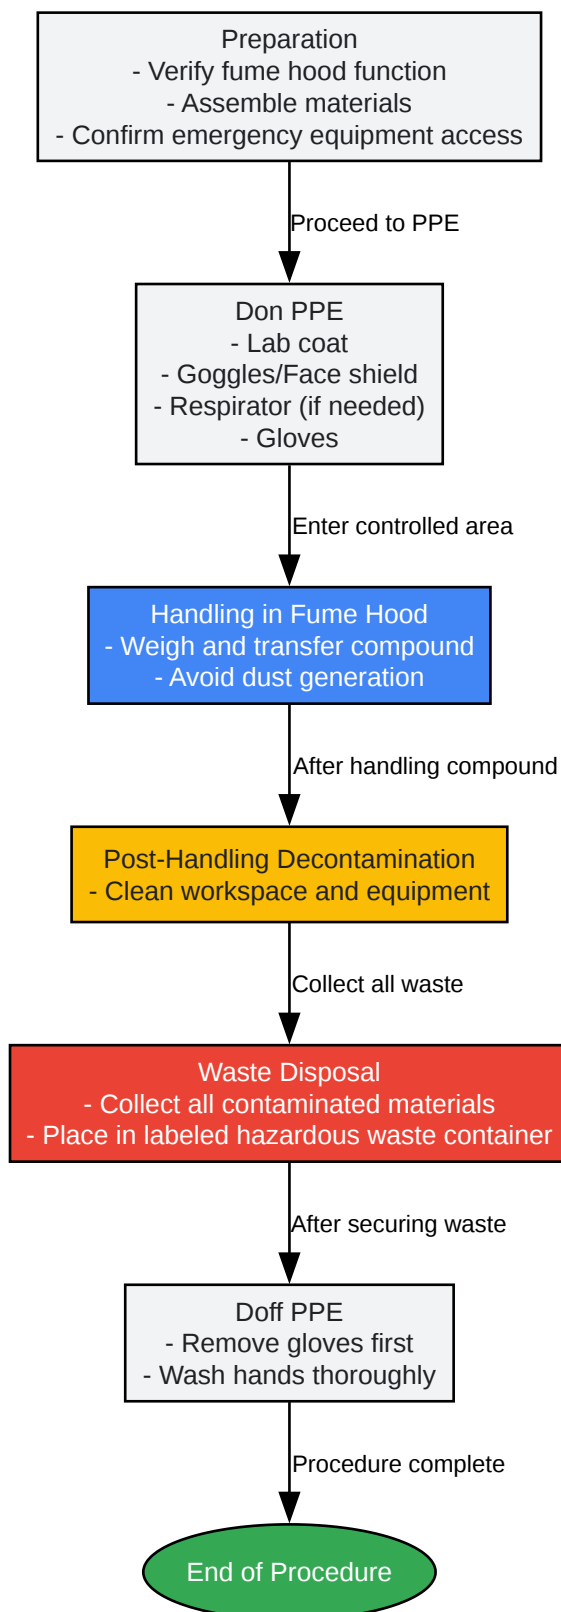 Preparation
- Verify fume hood function
- Assemble materials
- Confirm emergency equipment access
Proceed to PPE
Don PPE
- Lab coat
- Goggles/Face shield
- Respirator (if needed)
- Gloves
Enter controlled area
Handling in Fume Hood
- Weigh and transfer compound
- Avoid dust generation
After handling compound
Post-Handling Decontamination
- Clean workspace and equipment
Collect all waste
Waste Disposal
- Collect all contaminated materials
- Place in labeled hazardous waste container
After securing waste
Doff PPE
- Remove gloves first
- Wash hands thoroughly
Procedure complete
End of Procedure